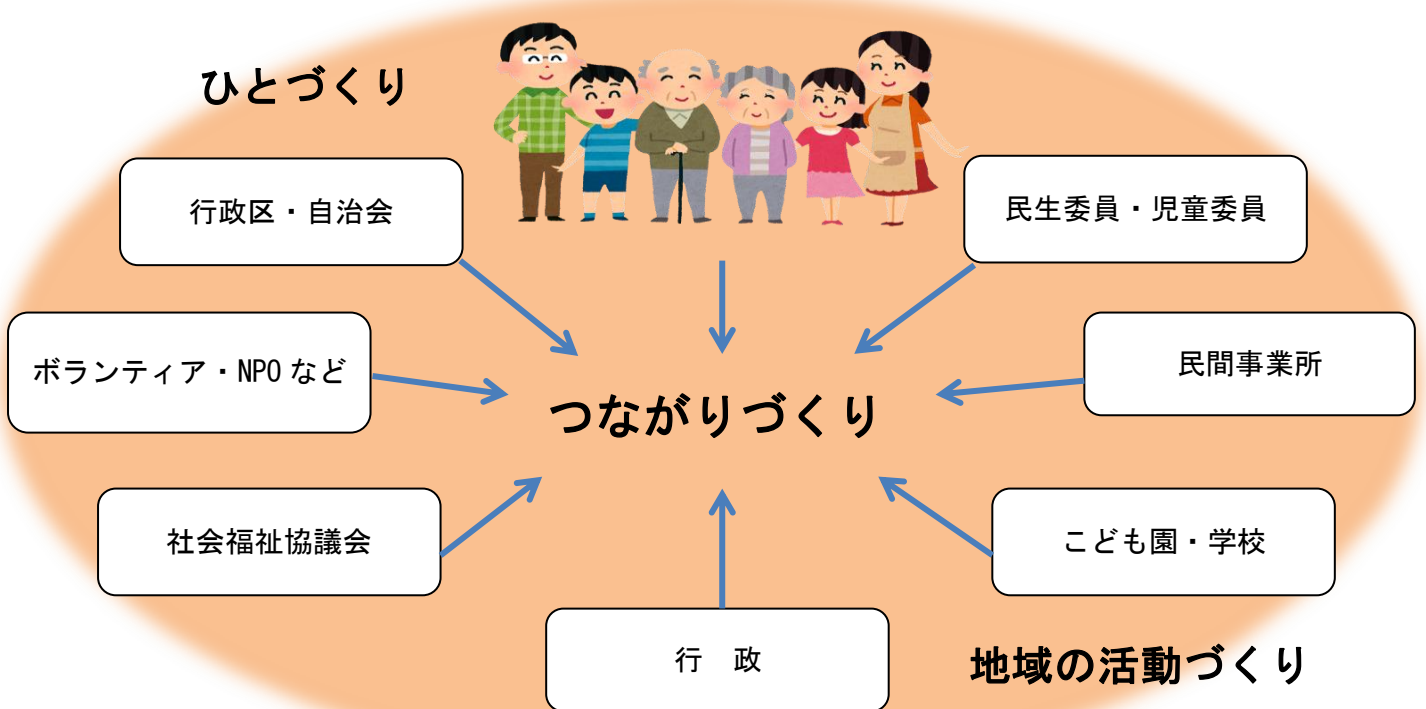 ひとづくり
行政区・自治会
民生委員・児童委員
ボランティア・NPOなど
民間事業所
つながりづくり
社会福祉協議会
こども園・学校
行　政
地域の活動づくり